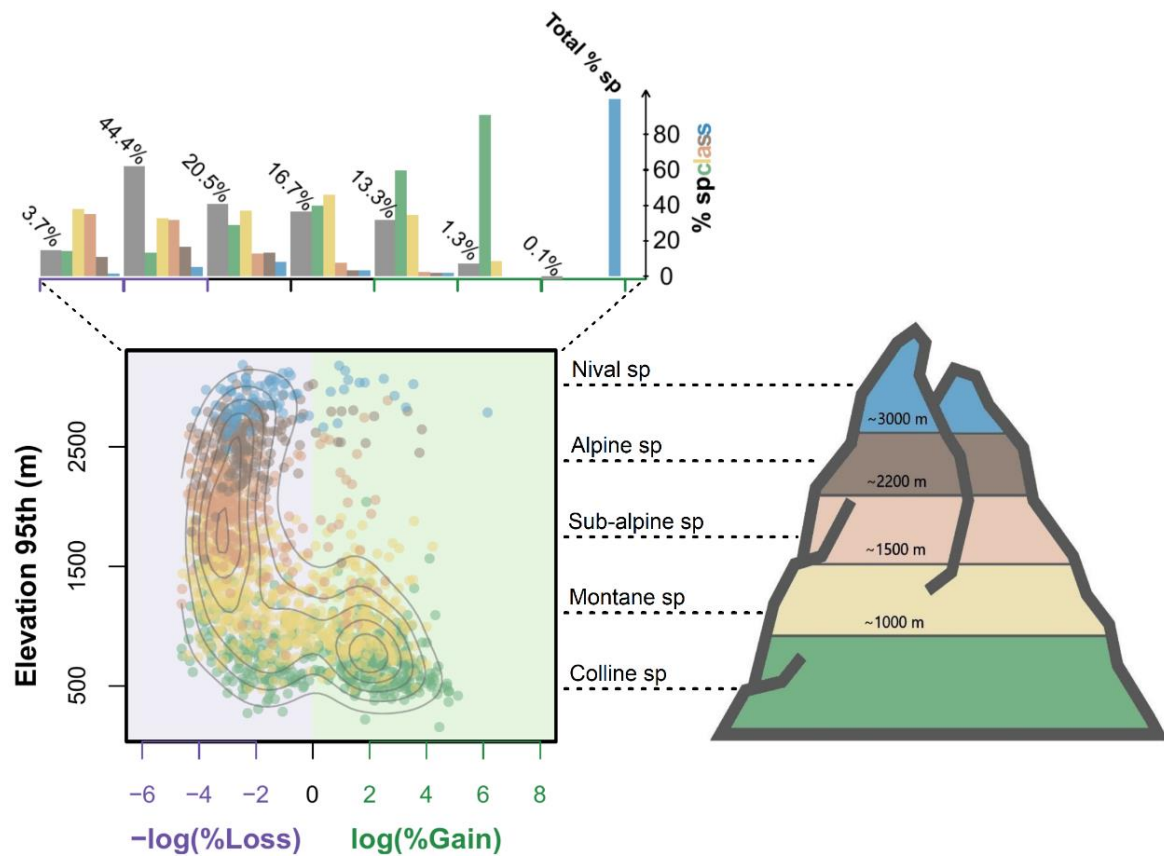 Total % sp
3.7%
44.4%
20.5%
16.7%
13.3%
1.3%
0.1%
80
60
40
20
0
% spclass
Elevation 95th (m)
2500
1500
500
−6
−4
−2
0
2
4
6
8
−log(%Loss)
log(%Gain)
Nival sp
Alpine sp
Sub-alpine sp
Montane sp
Colline sp
~3000 m
~2200 m
~1500 m
~1000 m